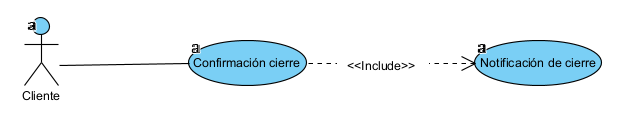 a
a
a
Confirmación cierre
<<Include>>
Notificación de cierre
Cliente